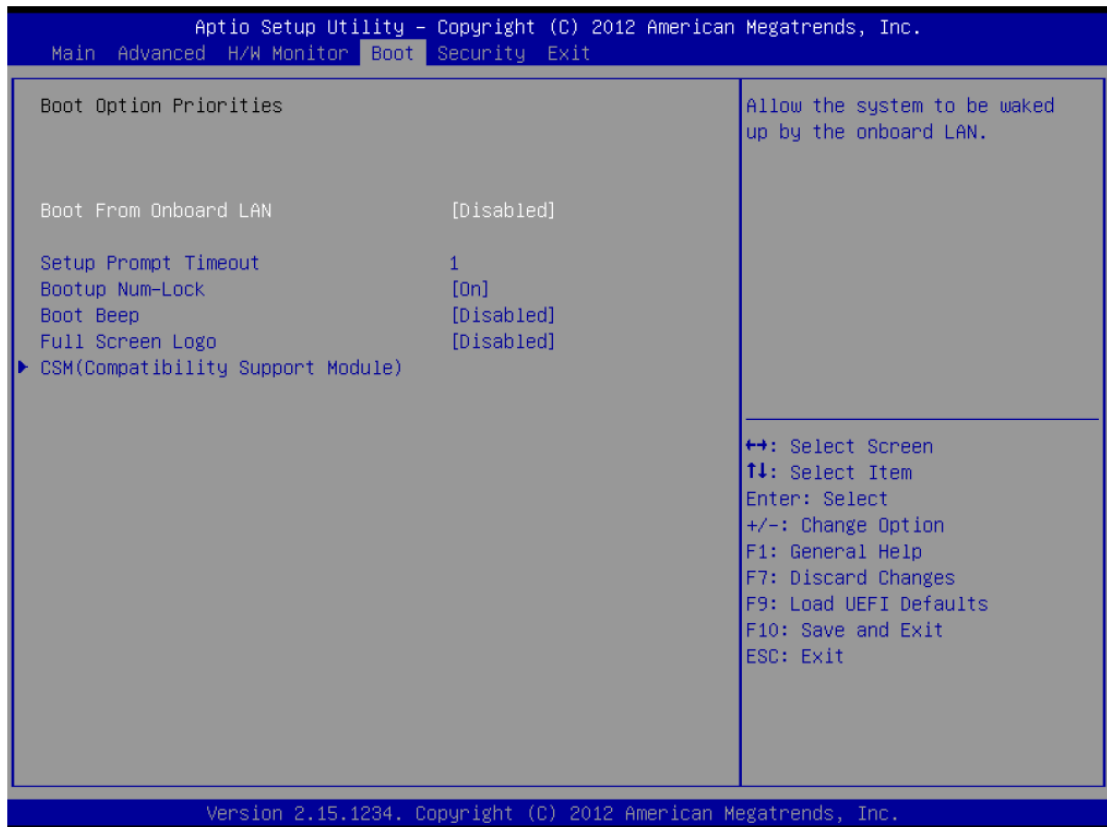 Aptio Setup Utility – Copyright (C) 2012 American Megatrends, Inc.
Main Advanced H/W Monitor Boot Security Exit
Boot Option Priorities
Boot From Onboard LAN [Disabled]
Setup Prompt Timeout 1
Bootup Num-Lock [On]
Boot Beep [Disabled]
Full Screen Logo [Disabled]
▶ CSM(Compatibility Support Module)
Allow the system to be waked
up by the onboard LAN.
←→: Select Screen
↑↓: Select Item
Enter: Select
+/-: Change Option
F1: General Help
F7: Discard Changes
F9: Load UEFI Defaults
F10: Save and Exit
ESC: Exit
Version 2.15.1234. Copyright (C) 2012 American Megatrends, Inc.